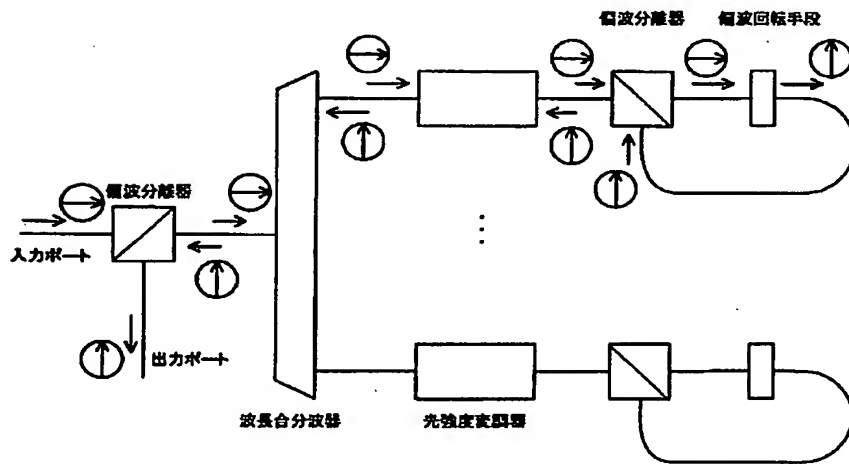 偏波分離器
偏波回転手段
偏波分離器
入力ポート
出力ポート
波長合分波器
光強度変調器